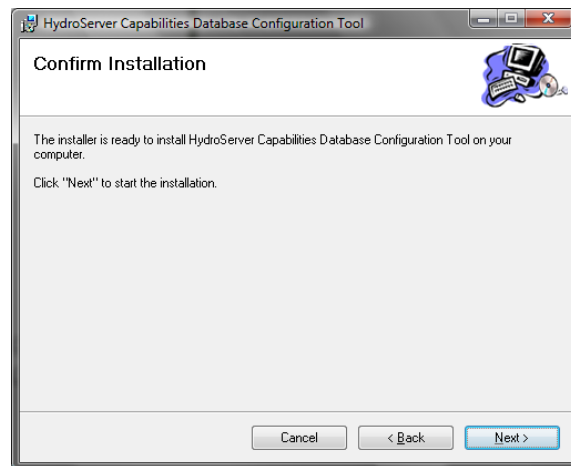 HydroServer Capabilities Database Configuration Tool
Confirm Installation
The installer is ready to install HydroServer Capabilities Database Configuration Tool on your
computer.
Click "Next" to start the installation.
Cancel
< Back
Next >